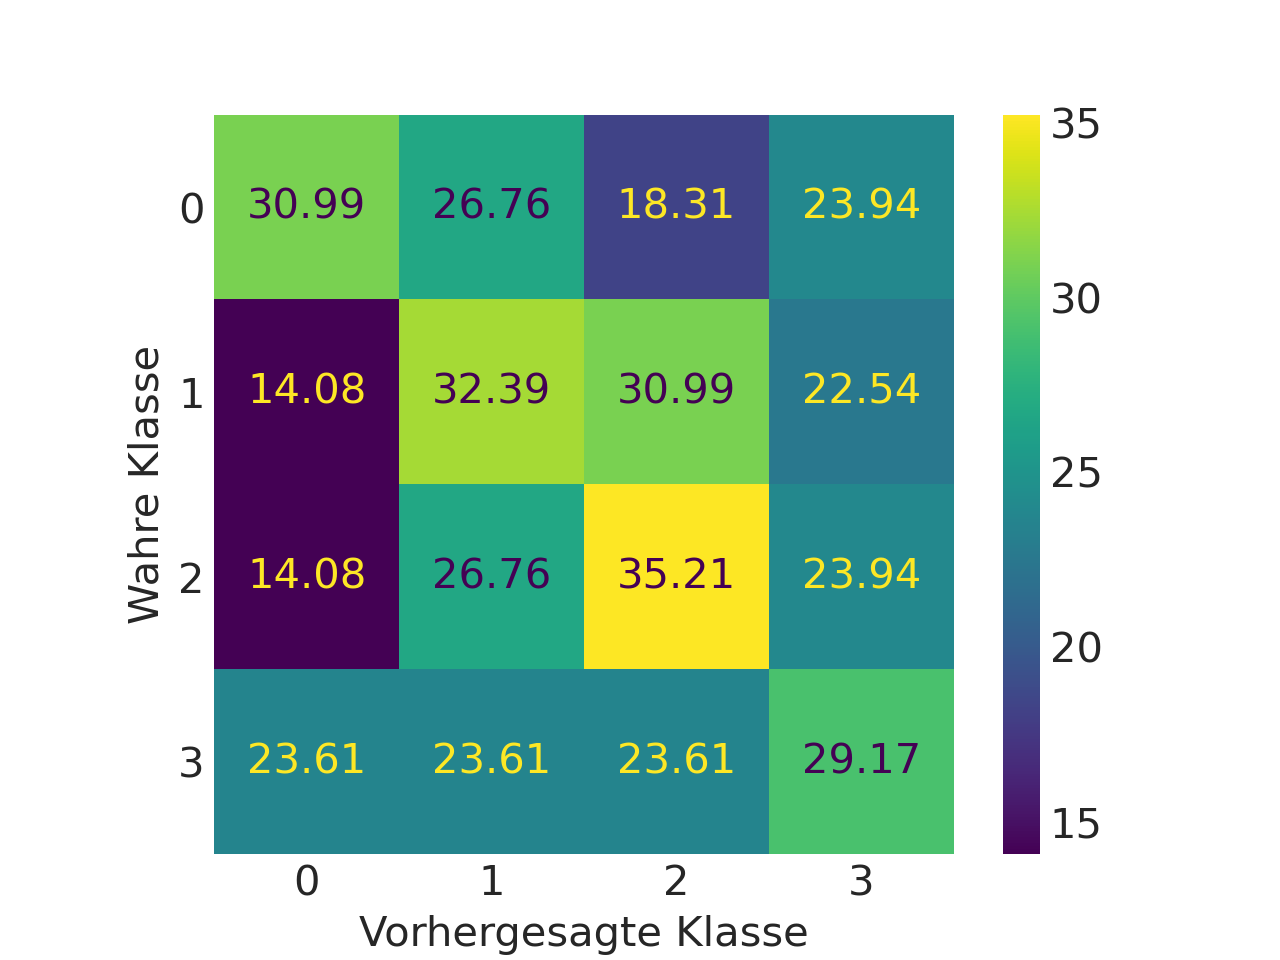 35
0 30.99 26.76 18.31 23.94
30
1 14.08 32.39 30.99 22.54
25
2 14.08 26.76 35.21 23.94
20
3 23.61 23.61 23.61 29.17
15
0 1 2 3
Wahre Klasse
Vorhergesagte Klasse